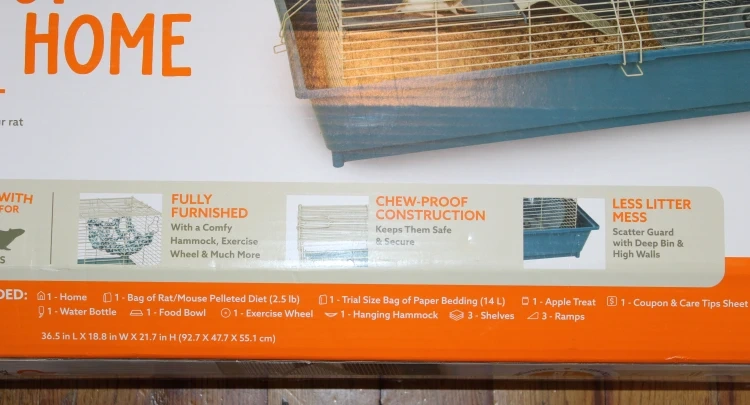 HOME
r rat
WITH
FOR
S
FULLY
FURNISHED
With a Comfy
Hammock, Exercise
Wheel & Much More
CHEW-PROOF
CONSTRUCTION
Keeps Them Safe
& Secure
LESS LITTER
MESS
Scatter Guard
with Deep Bin &
High Walls
DED: 1 - Home 1 - Bag of Rat/Mouse Pelleted Diet (2.5 lb) 1 - Trial Size Bag of Paper Bedding (14 L) 1 - Apple Treat $ 1 - Coupon & Care Tips Sheet
1 - Water Bottle 1 - Food Bowl 1 - Exercise Wheel 1 - Hanging Hammock 3 - Shelves 3 - Ramps
36.5 in L X 18.8 in W X 21.7 in H (92.7 X 47.7 X 55.1 cm)